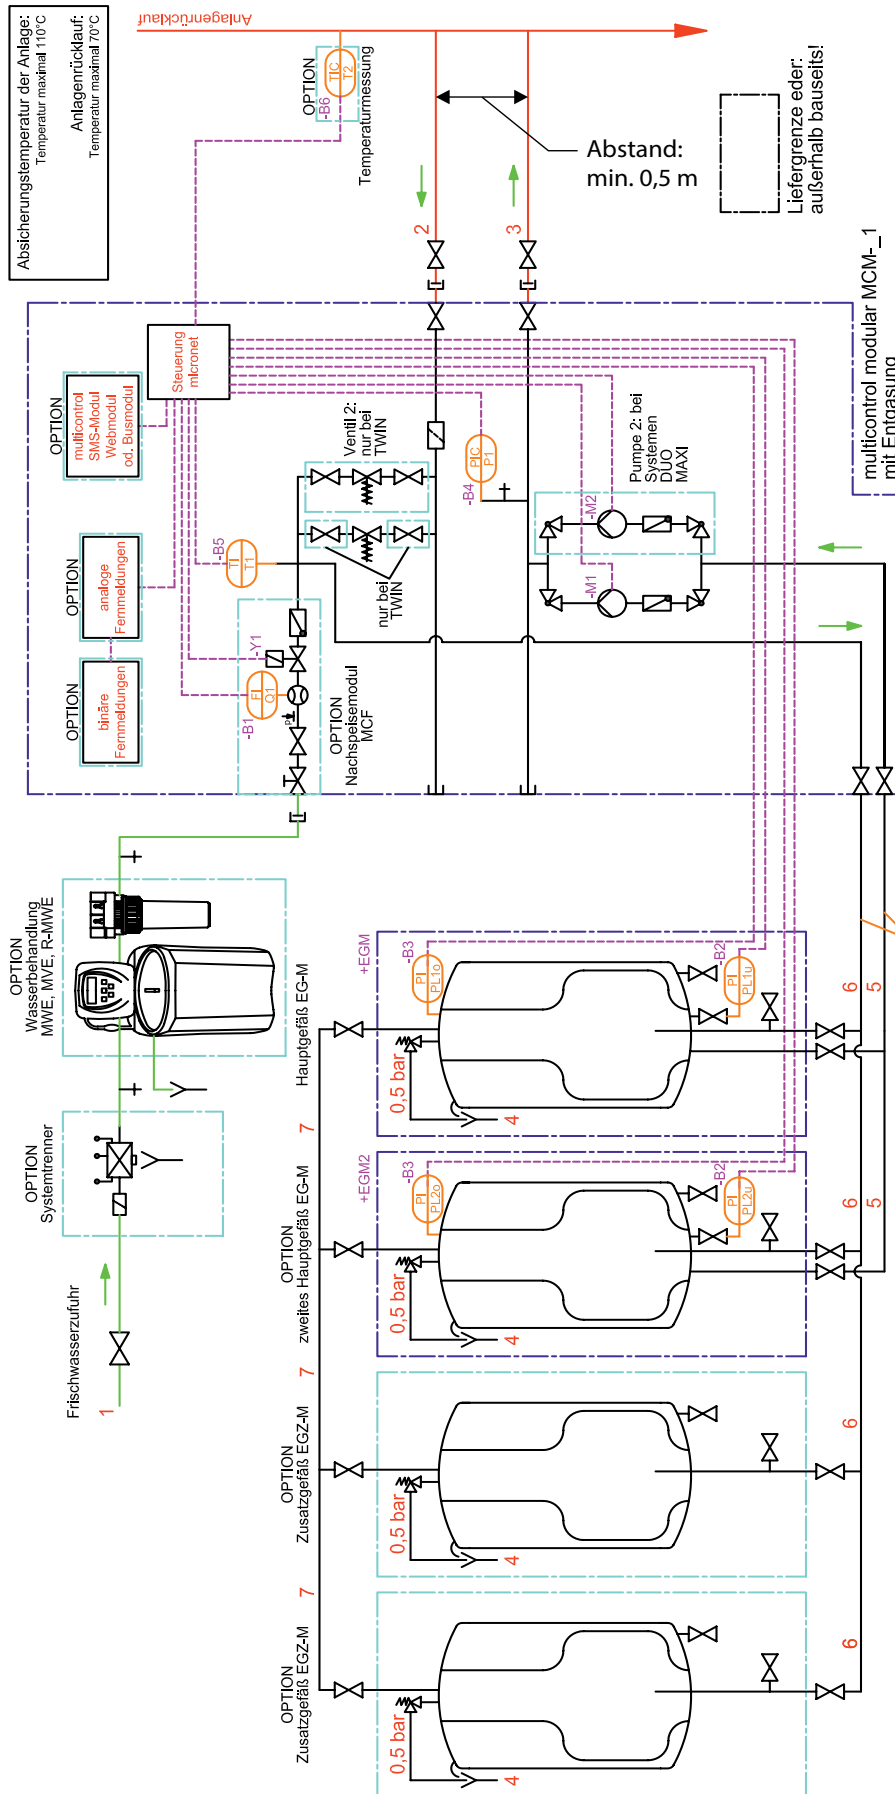 Absicherungstemperatur der Anlage:
Temperatur maximal 110°C
Anlagenrücklauf:
Temperatur maximal 70°C
Anlagenrücklauf
OPTION
TIC
T2
-B6
Temperaturmessung
Abstand:
min. 0,5 m
Liefergrenze eder:
außerhalb bauseits!
2
3
multicontrol modular MCM-_1
mit Entgasung
Steuerung
micronet
OPTION
multicontrol
SMS-Modul
Webmodul
od. Busmodul
OPTION
analoge
Fernmeldungen
OPTION
binäre
Fernmeldungen
Ventil 2:
nur bei
TWIN
nur bei
TWIN
-B5
TI
T1
-B4
PIC
P1
Pumpe 2: bei
Systemen
DUO
MAXI
-M2
-M1
-Y1
-B1
FI
Q1
OPTION
Nachspeisemodul
MCF
OPTION
Wasserbehandlung
MWE, MVE, R-MWE
OPTION
Systemtrenner
Frischwasserzufuhr
1
Hauptgefäß EG-M
7
+EGM
-B3
PI
PL1o
-B2
PI
PL1u
0,5 bar
4
6
5
OPTION
zweites Hauptgefäß EG-M
7
+EGM2
-B3
PI
PL2o
-B2
PI
PL2u
0,5 bar
4
6
5
OPTION
Zusatzgefäß EGZ-M
7
0,5 bar
4
6
OPTION
Zusatzgefäß EGZ-M
0,5 bar
4
6